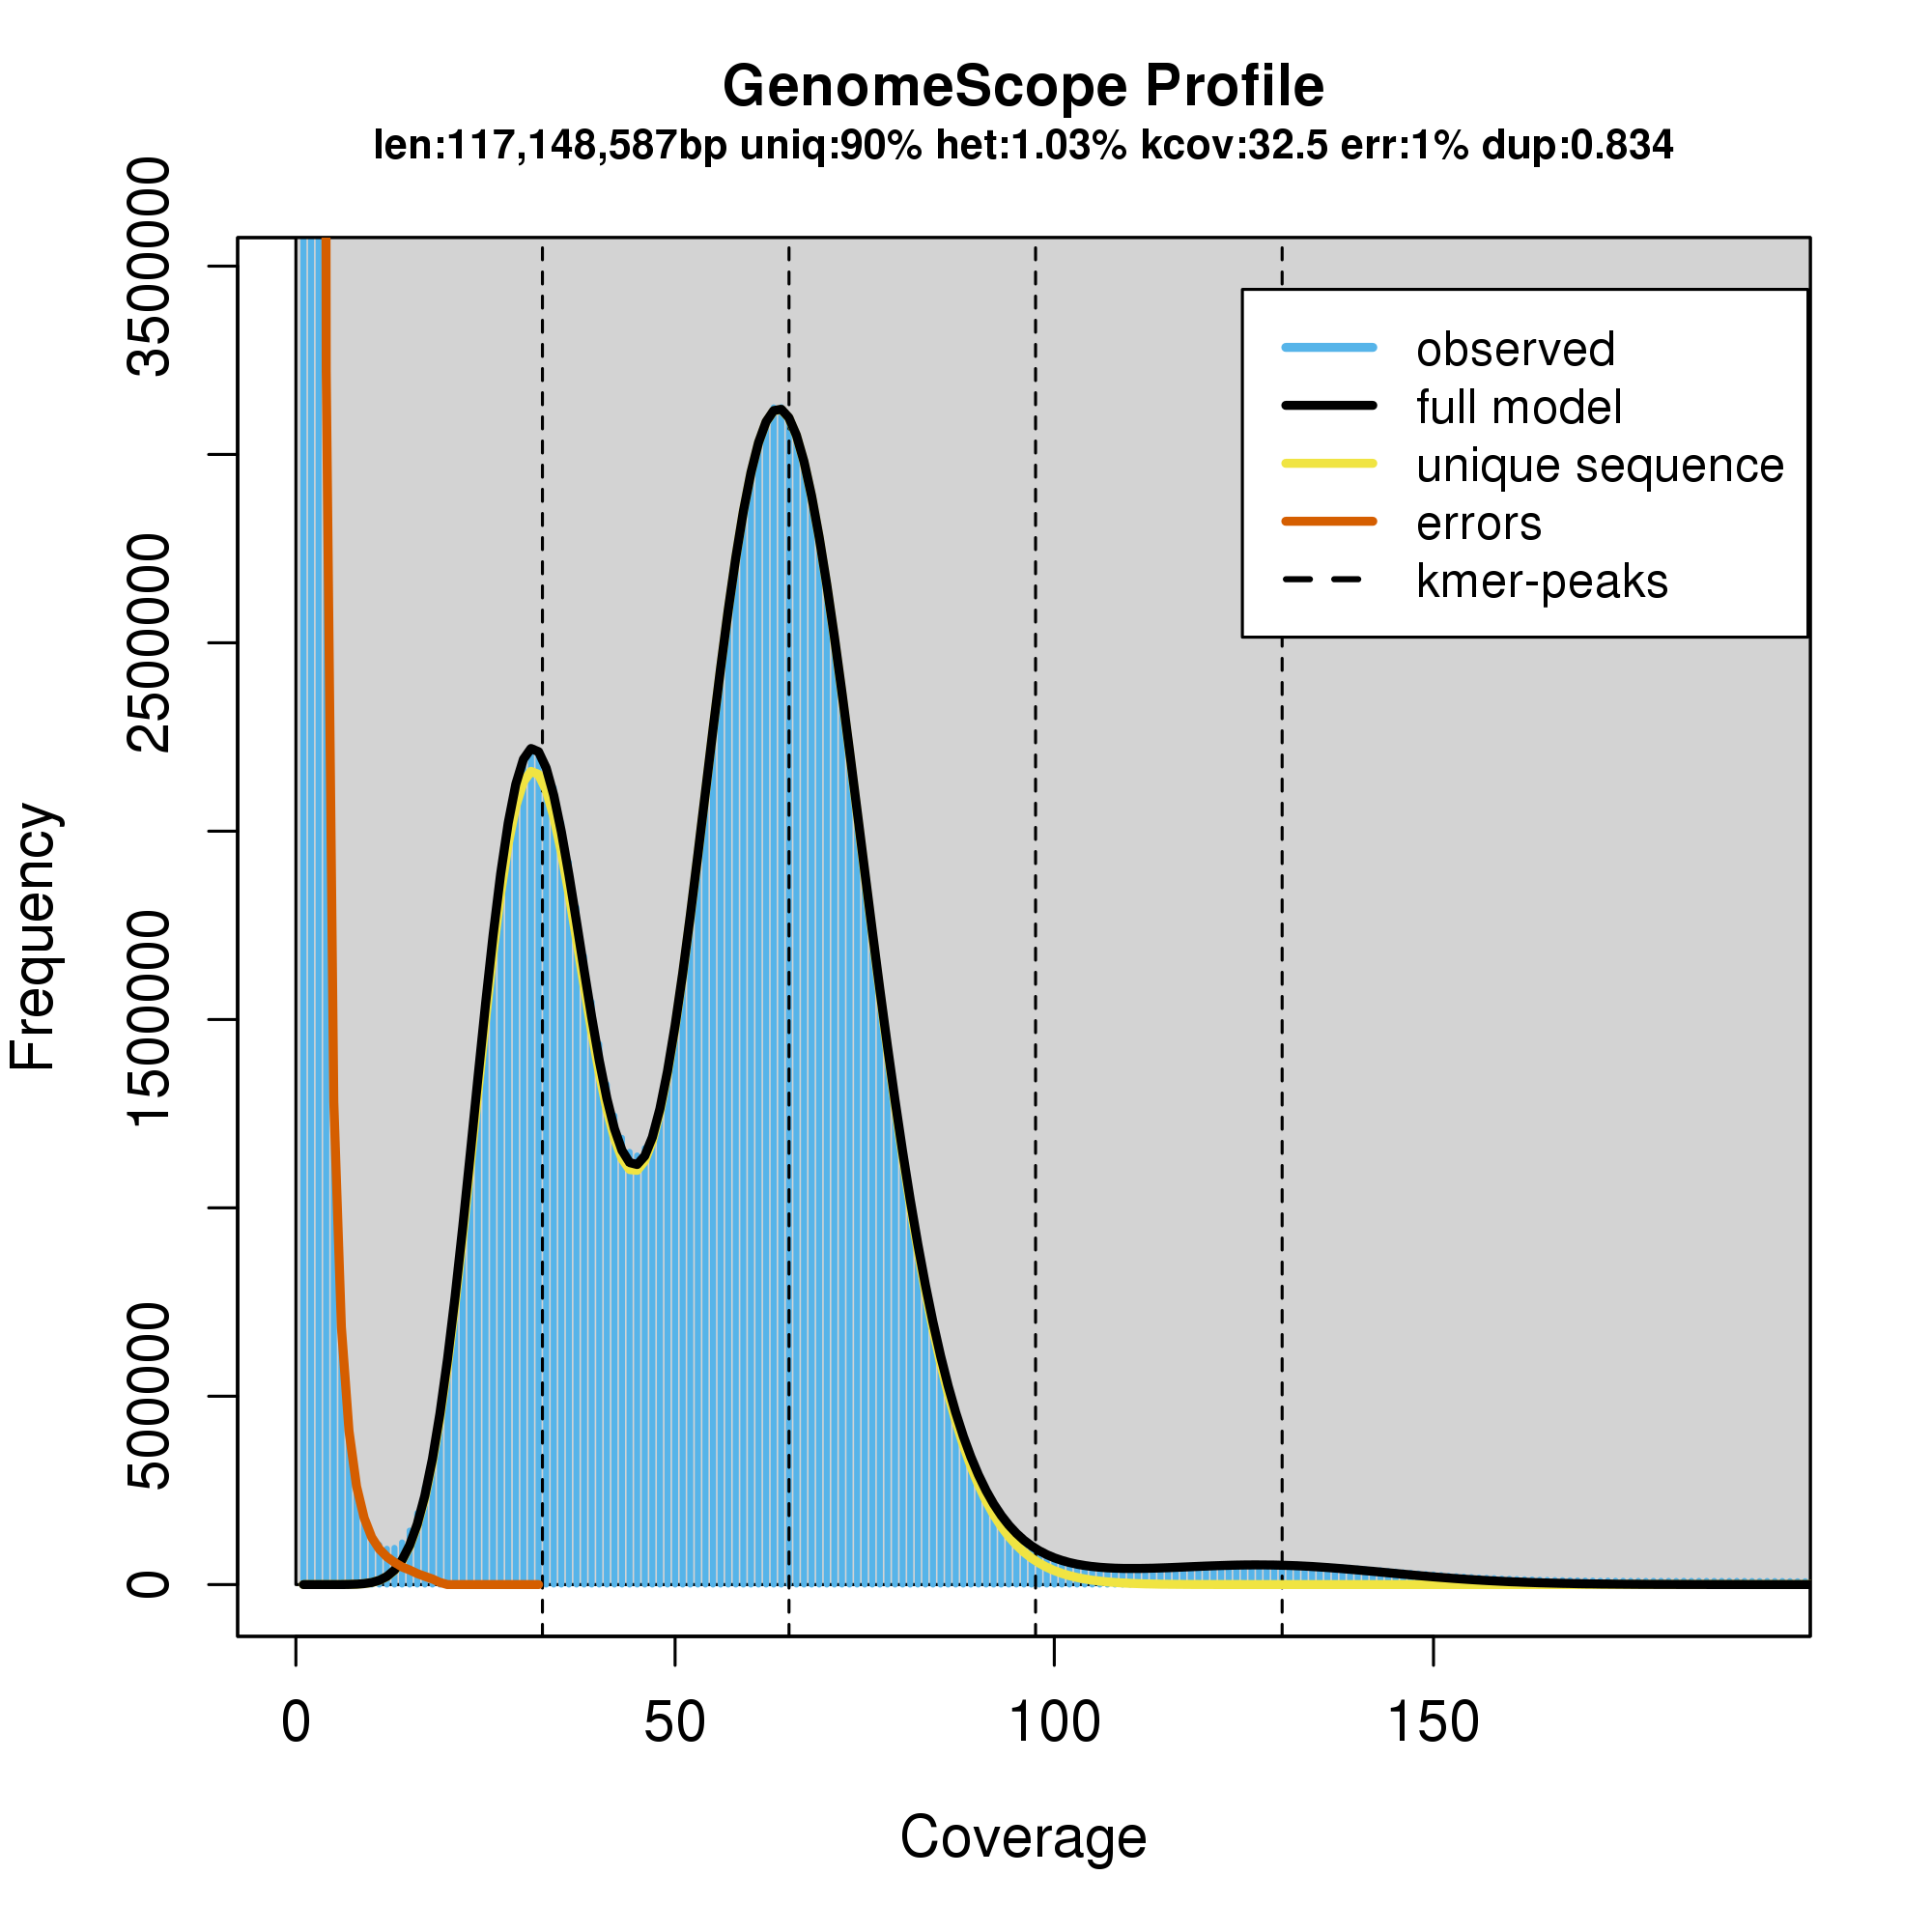 GenomeScope Profile
len:117,148,587bp uniq:90% het:1.03% kcov:32.5 err:1% dup:0.834
observed
full model
unique sequence
errors
kmer-peaks
Frequency
3500000
2500000
1500000
500000
0
0 50 100 150
Coverage